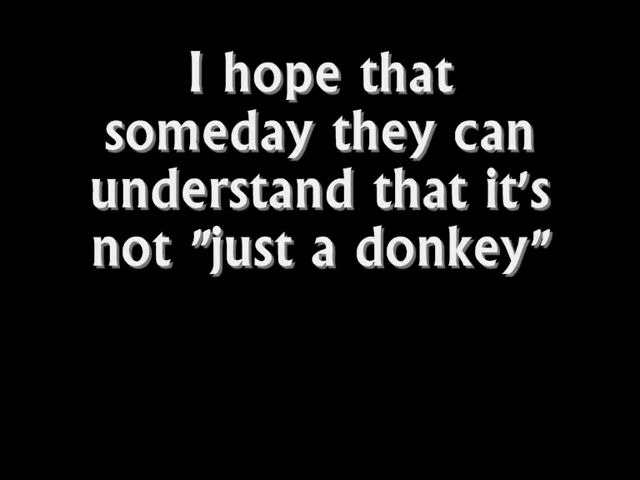 I hope that
someday they can
understand that it's
not "just a donkey"